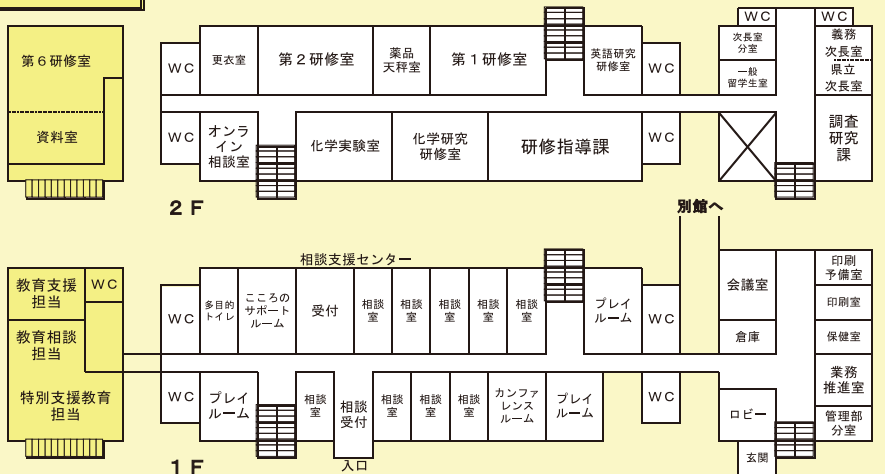 WC
WC
第6研修室
資料室
WC
更衣室
第2研修室
薬品
天秤室
第1研修室
英語研究
研修室
WC
次長室
分室
一般
留学生室
義務
次長室
県立
次長室
WC
オンラ
イン
相談室
化学実験室
化学研究
研修室
研修指導課
WC
調査
研究
課
2F
別館へ
相談支援センター
教育支援
担当
WC
教育相談
担当
特別支援教育
担当
WC
多目的
トイレ
こころの
サポート
ルーム
受付
相談
室
相談
室
相談
室
相談
室
相談
室
プレイ
ルーム
WC
会議室
倉庫
印刷
予備室
印刷室
保健室
業務
推進室
管理部
分室
WC
プレイ
ルーム
相談
室
相談
受付
相談
室
相談
室
相談
室
カンファ
レンス
ルーム
プレイ
ルーム
WC
ロビー
玄関
入口
1F